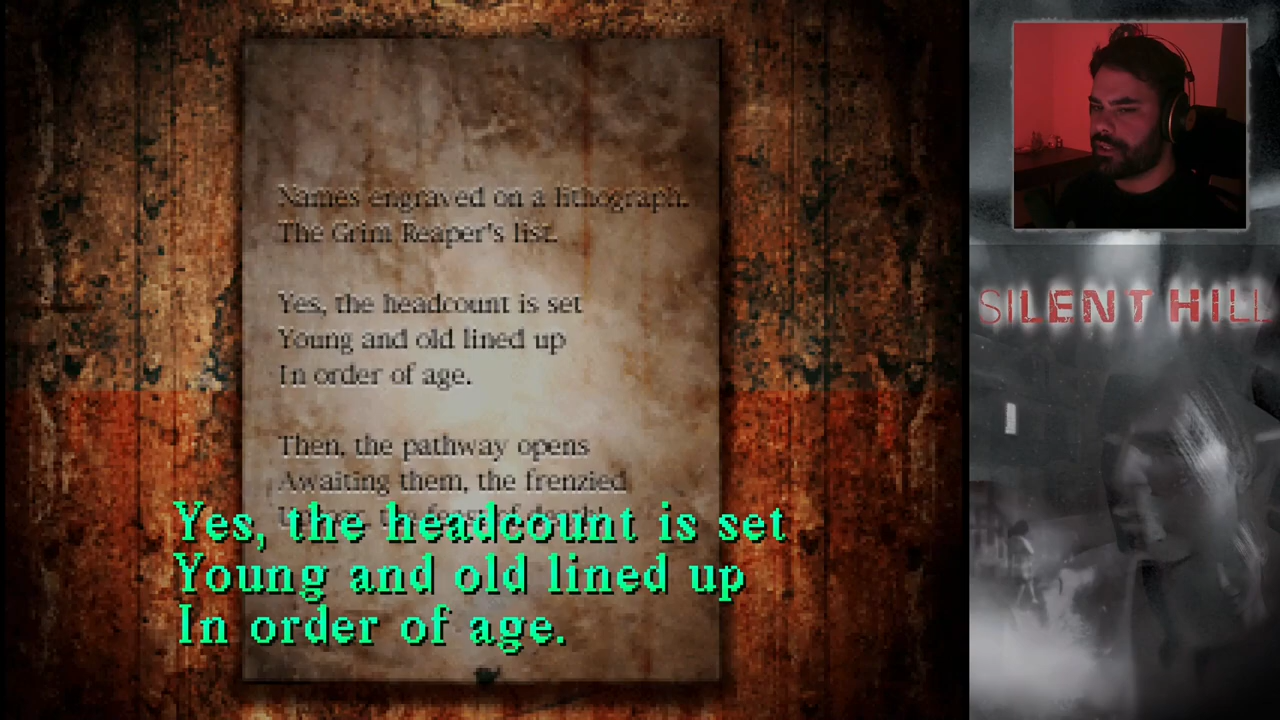 Names engraved on a lithograph.
The Grim Reaper's list.
Yes, the headcount is set
Young and old lined up
In order of age.
Then, the pathway opens
Awaiting them, the frenzied
Yes, the headcount is set
Young and old lined up
In order of age.
SILENT HILL